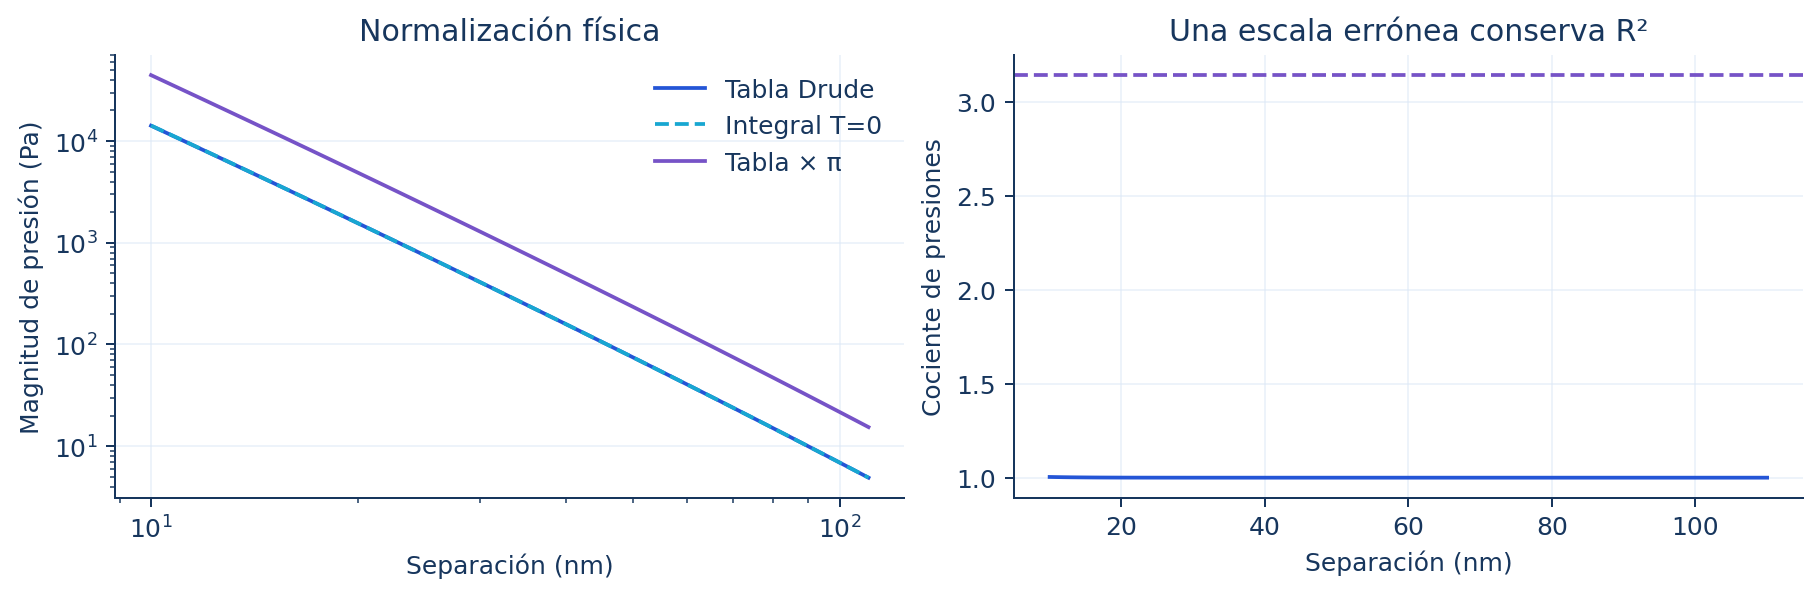 Normalización física
Tabla Drude
Integral T=0
Tabla × π
Magnitud de presión (Pa)
10⁴
10³
10²
10¹
10¹
10²
Separación (nm)
Una escala errónea conserva R²
Cociente de presiones
3.0
2.5
2.0
1.5
1.0
20
40
60
80
100
Separación (nm)